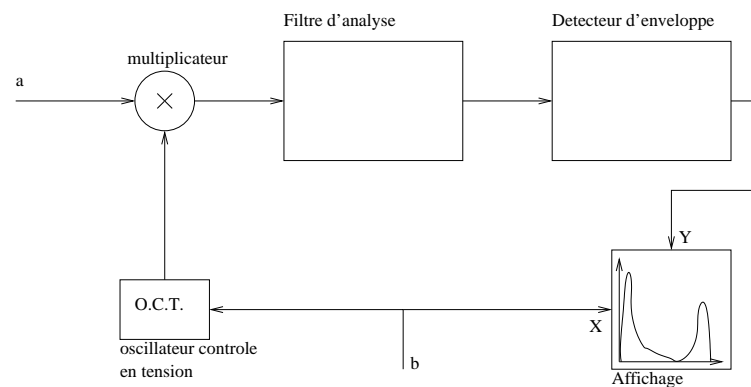 Filtre d'analyse
Detecteur d'enveloppe
multiplicateur
a
Y
O.C.T.
X
oscillateur controle
en tension
b
Affichage